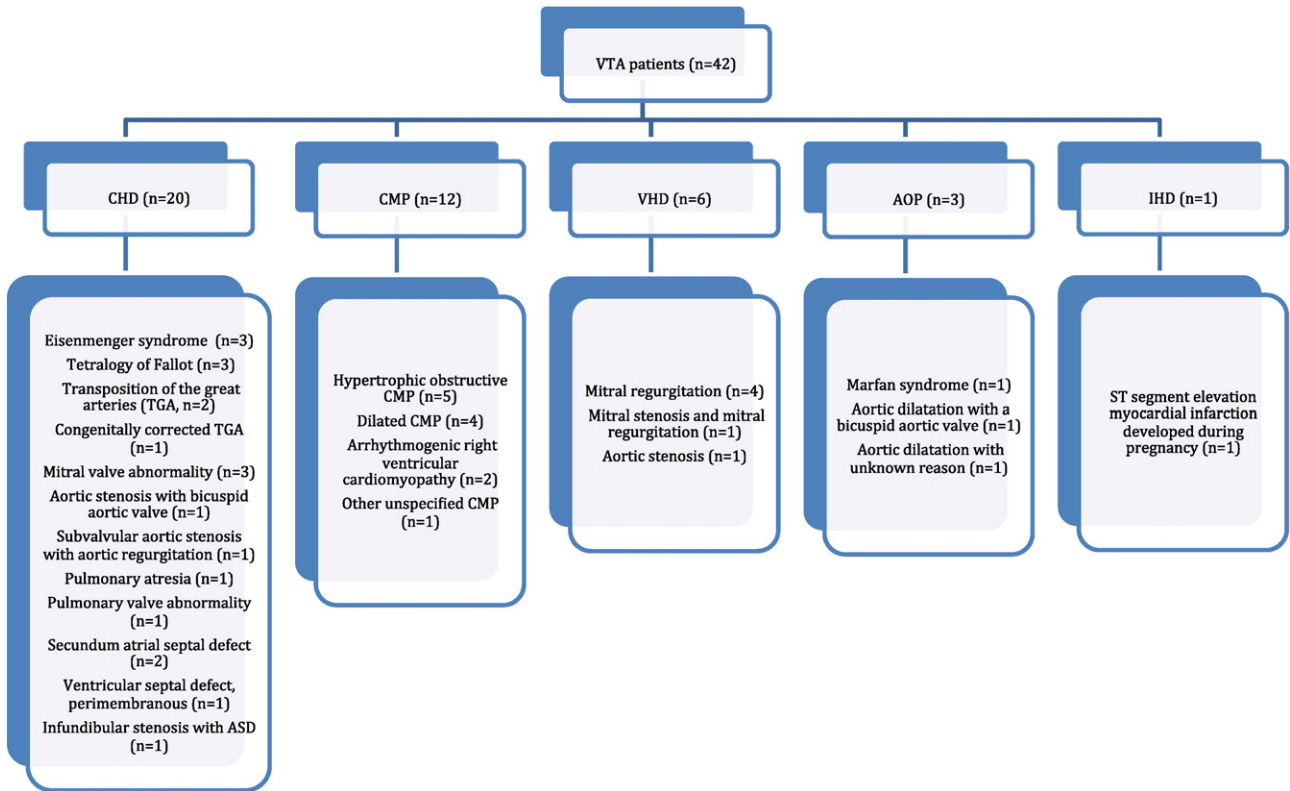 VTA patients (n=42)
CHD (n=20)
CMP (n=12)
VHD (n=6)
AOP (n=3)
IHD (n=1)
Eisenmenger syndrome (n=3)
Tetralogy of Fallot (n=3)
Transposition of the great
arteries (TGA, n=2)
Congenitally corrected TGA
(n=1)
Mitral valve abnormality (n=3)
Aortic stenosis with bicuspid
aortic valve (n=1)
Subvalvular aortic stenosis
with aortic regurgitation (n=1)
Pulmonary atresia (n=1)
Pulmonary valve abnormality
(n=1)
Secundum atrial septal defect
(n=2)
Ventricular septal defect,
perimembranous (n=1)
Infundibular stenosis with ASD
(n=1)
Hypertrophic obstructive
CMP (n=5)
Dilated CMP (n=4)
Arrhythmogenic right
ventricular
cardiomyopathy (n=2)
Other unspecified CMP
(n=1)
Mitral regurgitation (n=4)
Mitral stenosis and mitral
regurgitation (n=1)
Aortic stenosis (n=1)
Marfan syndrome (n=1)
Aortic dilatation with a
bicuspid aortic valve (n=1)
Aortic dilatation with
unknown reason (n=1)
ST segment elevation
myocardial infarction
developed during
pregnancy (n=1)